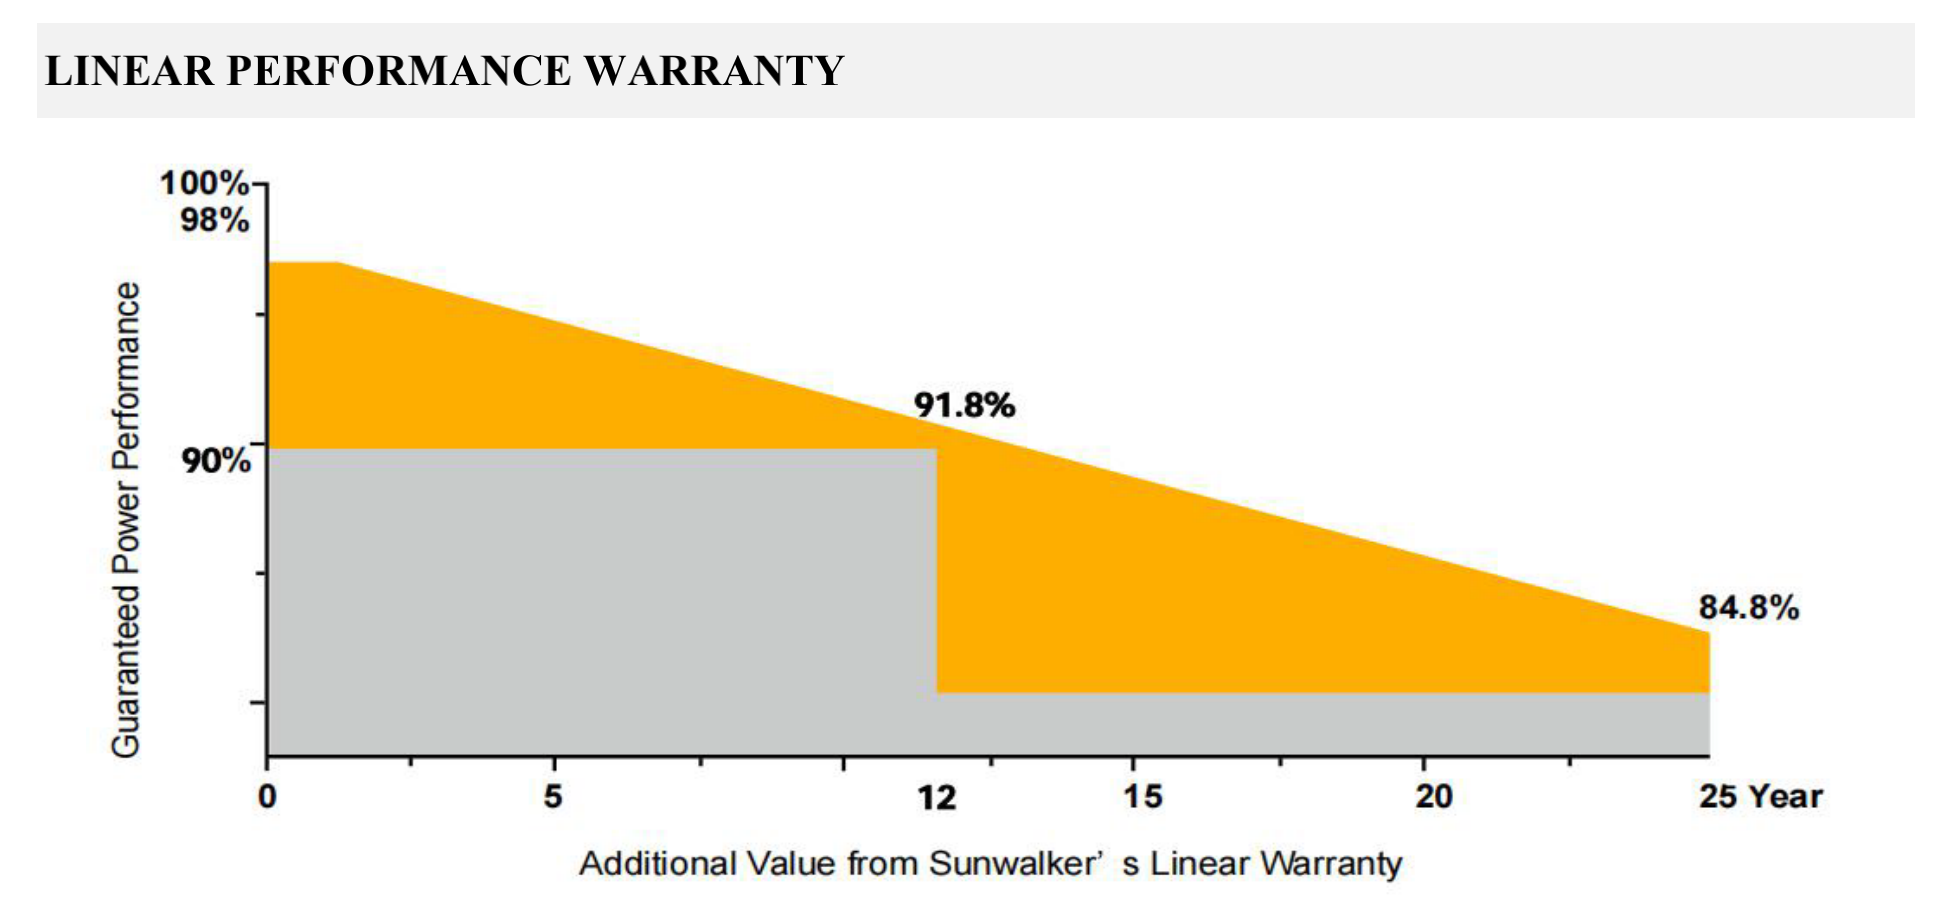 LINEAR PERFORMANCE WARRANTY
100%
98%
90%
Guaranteed Power Performance
91.8%
84.8%
0 5 12 15 20 25 Year
Additional Value from Sunwalker’ s Linear Warranty